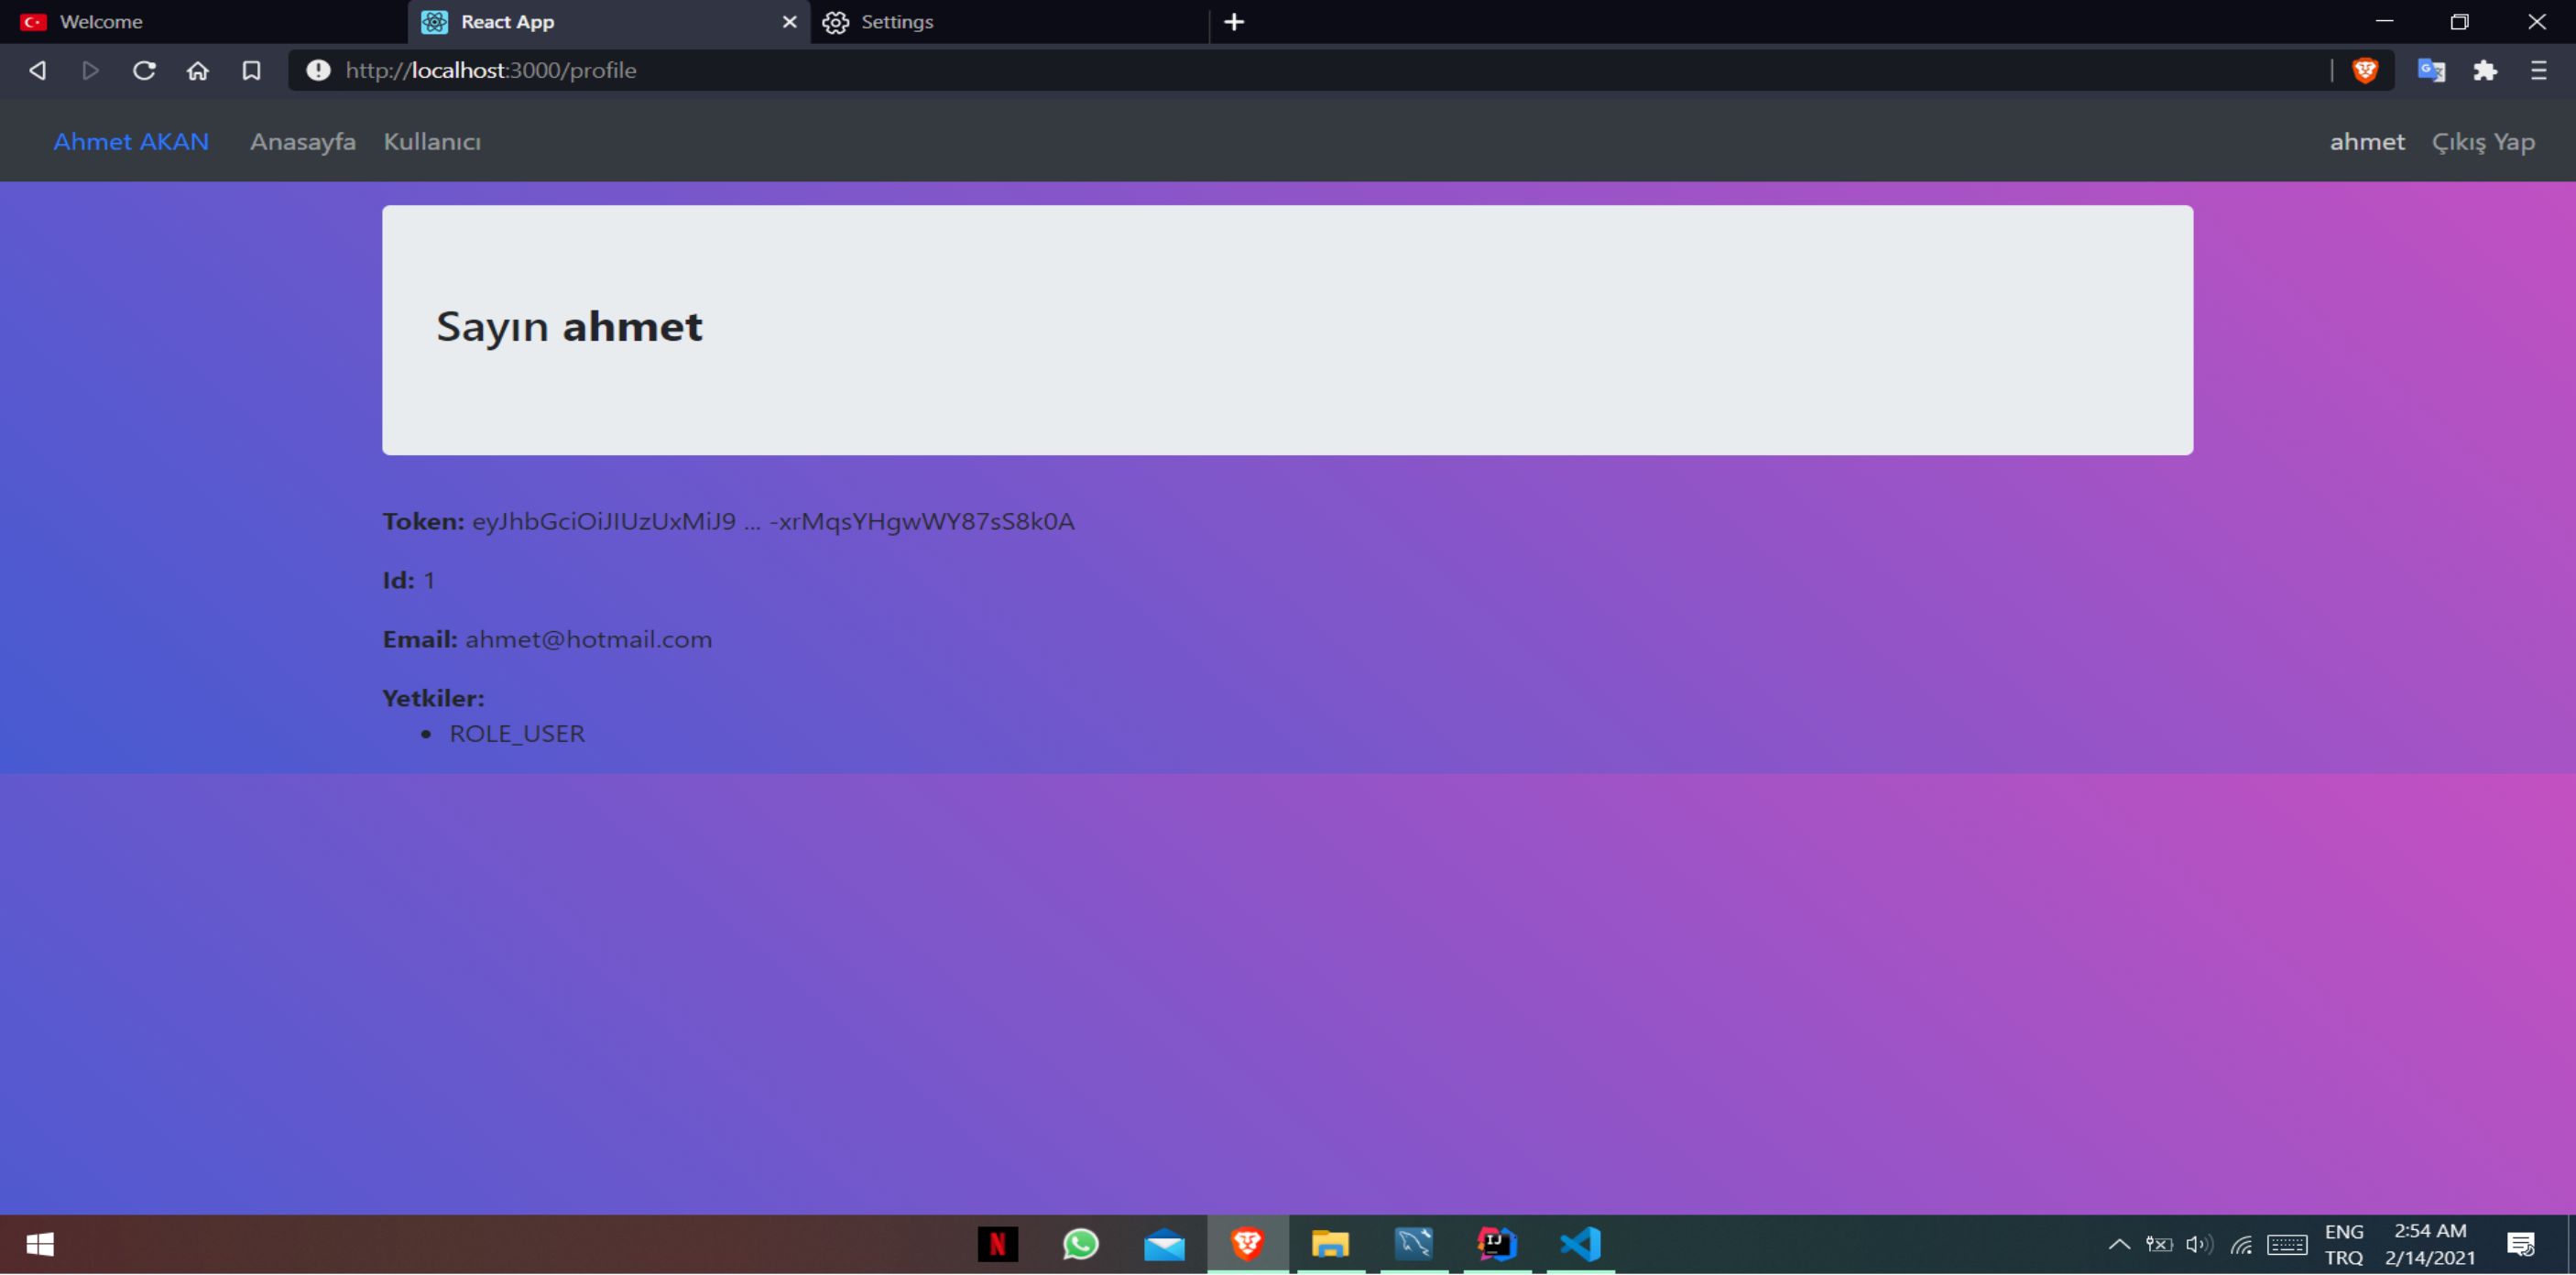 Welcome
React App
Settings
http://localhost:3000/profile
Ahmet AKAN Anasayfa Kullanıcı ahmet Çıkış Yap
Sayın ahmet
Token: eyJhbGciOiJIUzUxMiJ9 ... -xrMqsYHgwWY87sS8k0A
Id: 1
Email: ahmet@hotmail.com
Yetkiler:
• ROLE_USER
N
IJ
ENG 2:54 AM
TRQ 2/14/2021